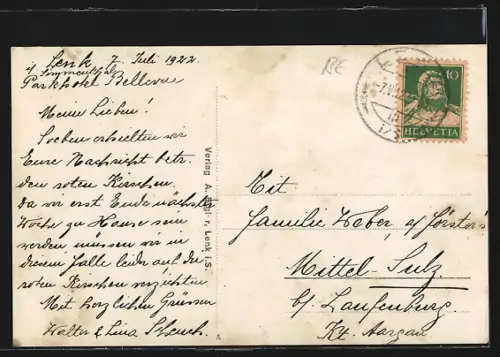 Lenk 7. Juli 1922
i. Simmenthal
Parkhotel Bellevue
Meine Lieben!
Soeben erhielten wir
Eure Nachricht betr.
den roten Kirschen
da wir erst Ende nächster
Woche zu Hause sein
werden müssen wir in
diesem Falle leider auf die
roten Kirschen verzichten
Mit herzlichen Grüssen
Walter & Lina
Verlag A. Lenk i. S.
BE
10
HELVETIA
Mit
Familie Weber, a/ Försters
Mittel-Sulz
b/ Laufenburg
Kt. Aargau